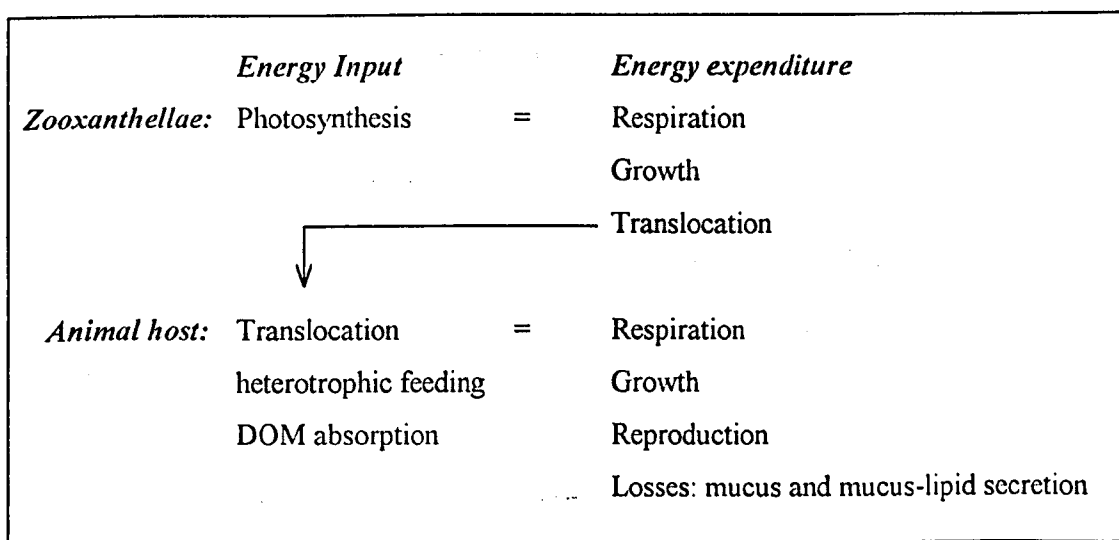 Energy Input Energy expenditure
Zooxanthellae: Photosynthesis = Respiration
Growth
Translocation
Animal host: Translocation = Respiration
heterotrophic feeding Growth
DOM absorption Reproduction
Losses: mucus and mucus-lipid secretion